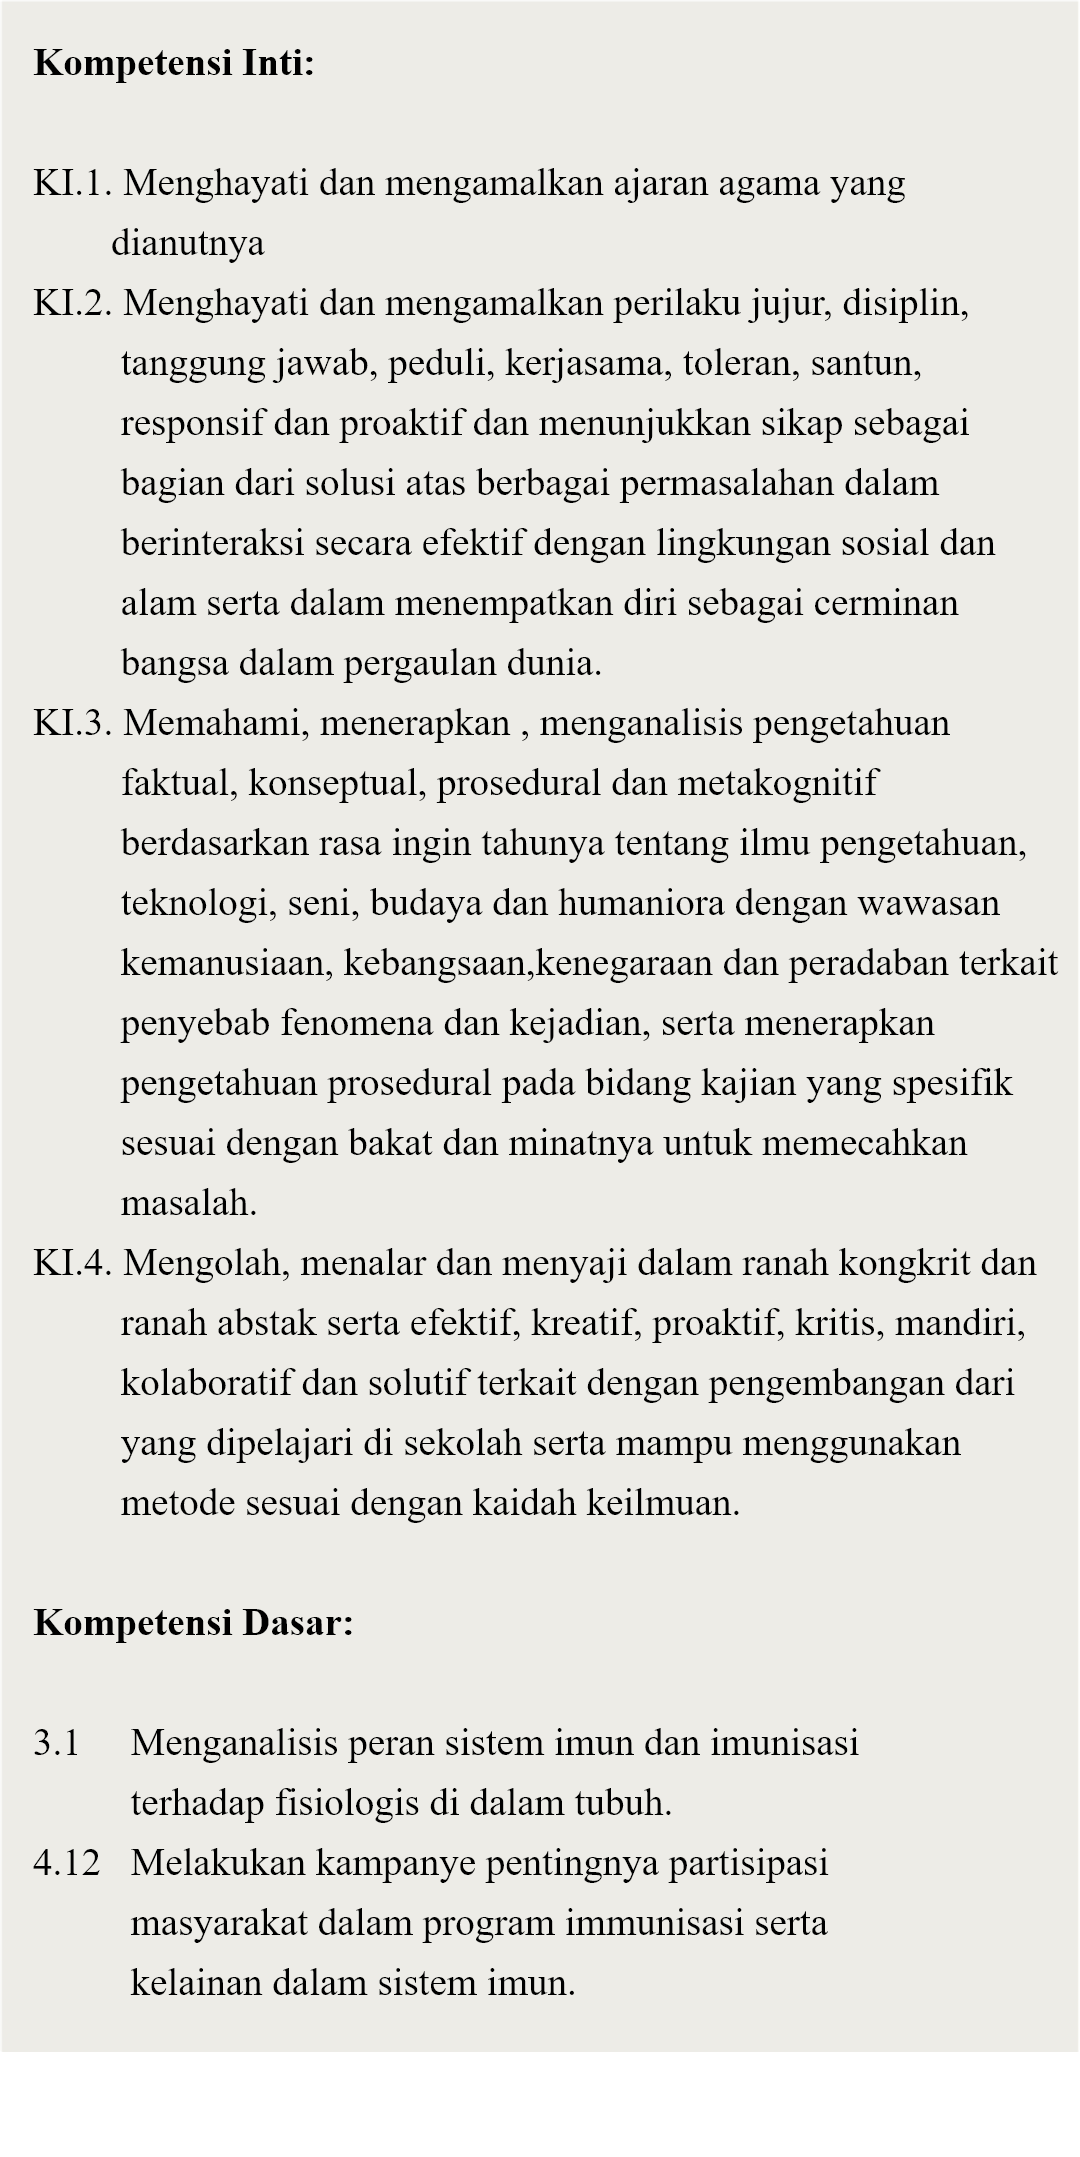 Kompetensi Inti:
KI.1. Menghayati dan mengamalkan ajaran agama yang
dianutnya
KI.2. Menghayati dan mengamalkan perilaku jujur, disiplin,
tanggung jawab, peduli, kerjasama, toleran, santun,
responsif dan proaktif dan menunjukkan sikap sebagai
bagian dari solusi atas berbagai permasalahan dalam
berinteraksi secara efektif dengan lingkungan sosial dan
alam serta dalam menempatkan diri sebagai cerminan
bangsa dalam pergaulan dunia.
KI.3. Memahami, menerapkan , menganalisis pengetahuan
faktual, konseptual, prosedural dan metakognitif
berdasarkan rasa ingin tahunya tentang ilmu pengetahuan,
teknologi, seni, budaya dan humaniora dengan wawasan
kemanusiaan, kebangsaan,kenegaraan dan peradaban terkait
penyebab fenomena dan kejadian, serta menerapkan
pengetahuan prosedural pada bidang kajian yang spesifik
sesuai dengan bakat dan minatnya untuk memecahkan
masalah.
KI.4. Mengolah, menalar dan menyaji dalam ranah kongkrit dan
ranah abstak serta efektif, kreatif, proaktif, kritis, mandiri,
kolaboratif dan solutif terkait dengan pengembangan dari
yang dipelajari di sekolah serta mampu menggunakan
metode sesuai dengan kaidah keilmuan.
Kompetensi Dasar:
3.1 Menganalisis peran sistem imun dan imunisasi
terhadap fisiologis di dalam tubuh.
4.12 Melakukan kampanye pentingnya partisipasi
masyarakat dalam program immunisasi serta
kelainan dalam sistem imun.